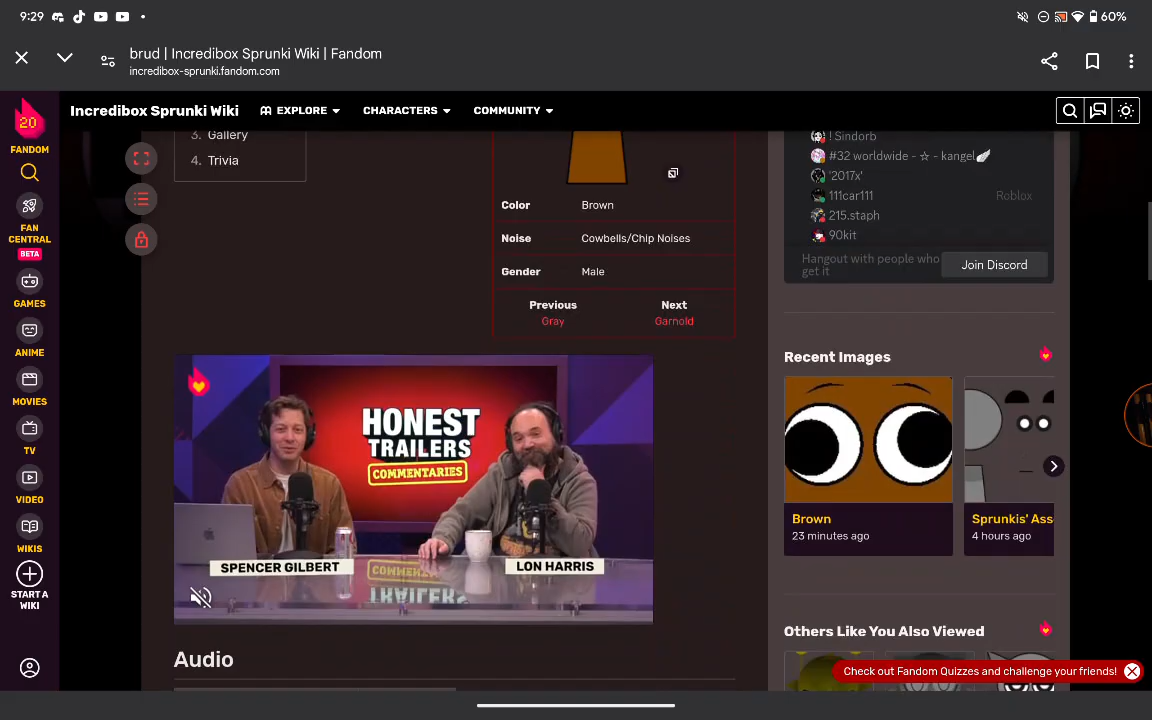 9:29
60%
brud | Incredibox Sprunki Wiki | Fandom
incredibox-sprunki.fandom.com
20
FANDOM
FAN
CENTRAL
BETA
GAMES
ANIME
MOVIES
TV
VIDEO
WIKIS
START A
WIKI
Incredibox Sprunki Wiki
EXPLORE
CHARACTERS
COMMUNITY
3. Gallery
4. Trivia
Color Brown
Noise Cowbells/Chip Noises
Gender Male
Previous Next
Gray Garnold
HONEST
TRAILERS
COMMENTARIES
SPENCER GILBERT
LON HARRIS
Audio
! Sindorb
#32 worldwide - ☆ - kangel🪽
'2017x'
111car111 Roblox
215.staph
90kit
Hangout with people who
get it
Join Discord
Recent Images
Brown
23 minutes ago
Sprunkis' Ass
4 hours ago
Others Like You Also Viewed
Check out Fandom Quizzes and challenge your friends!